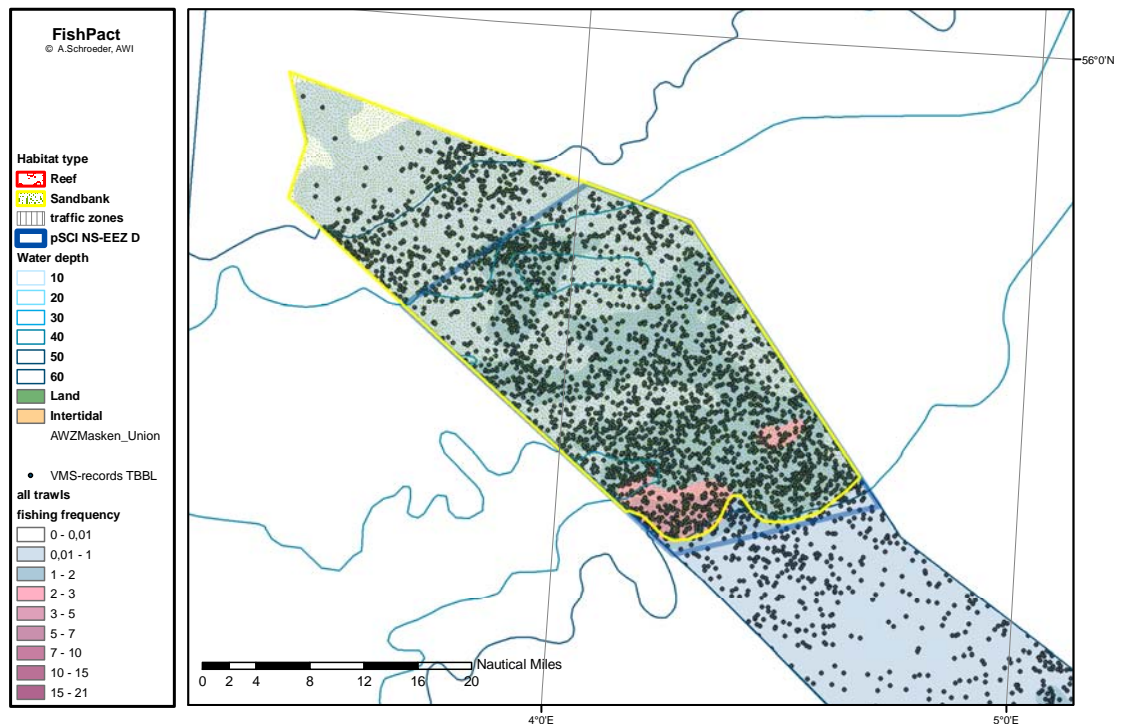 FishPact
© A.Schroeder, AWI
Habitat type
Reef
Sandbank
traffic zones
pSCI NS-EEZ D
Water depth
10
20
30
40
50
60
Land
Intertidal
AWZMasken_Union
VMS-records TBBL
all trawls
fishing frequency
0 - 0,01
0,01 - 1
1 - 2
2 - 3
3 - 5
5 - 7
7 - 10
10 - 15
15 - 21
56°0'N
Nautical Miles
0 2 4 8 12 16 20
4°0'E 5°0'E